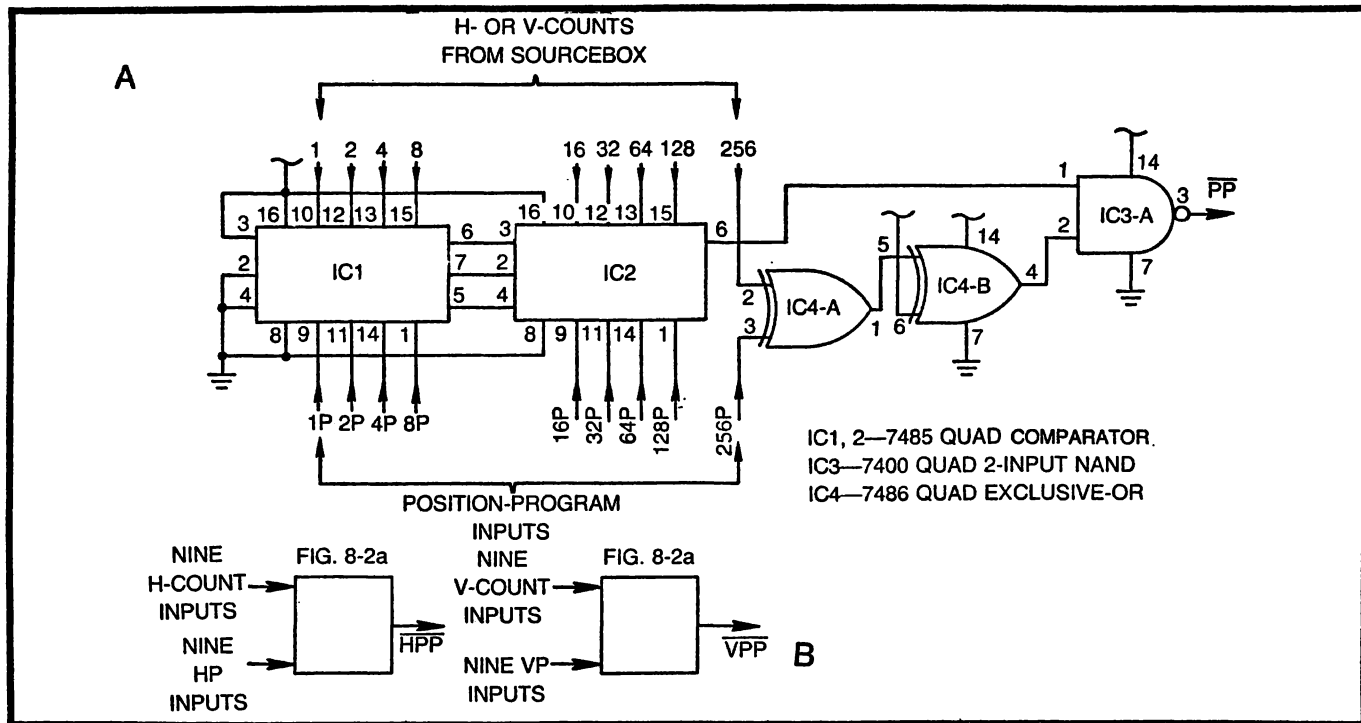 H- OR V-COUNTS
FROM SOURCEBOX
A
1 2 4 8 16 32 64 128 256
16 10 12 13 15
16 10 12 13 15
3 6 3 6
IC1 IC2
2 7 2
4 5 4
8 9 11 14 1
8 9 11 14 1
1P 2P 4P 8P 16P 32P 64P 128P 256P
2
3
IC4-A
1
5
6
14
IC4-B
4
7
1
2
14
IC3-A
3
7
P̅P̅
IC1, 2—7485 QUAD COMPARATOR.
IC3—7400 QUAD 2-INPUT NAND
IC4—7486 QUAD EXCLUSIVE-OR
POSITION-PROGRAM
INPUTS
NINE
H-COUNT
INPUTS
NINE
HP
INPUTS
FIG. 8-2a
H̅P̅P̅
NINE
V-COUNT
INPUTS
NINE VP
INPUTS
FIG. 8-2a
V̅P̅P̅
B